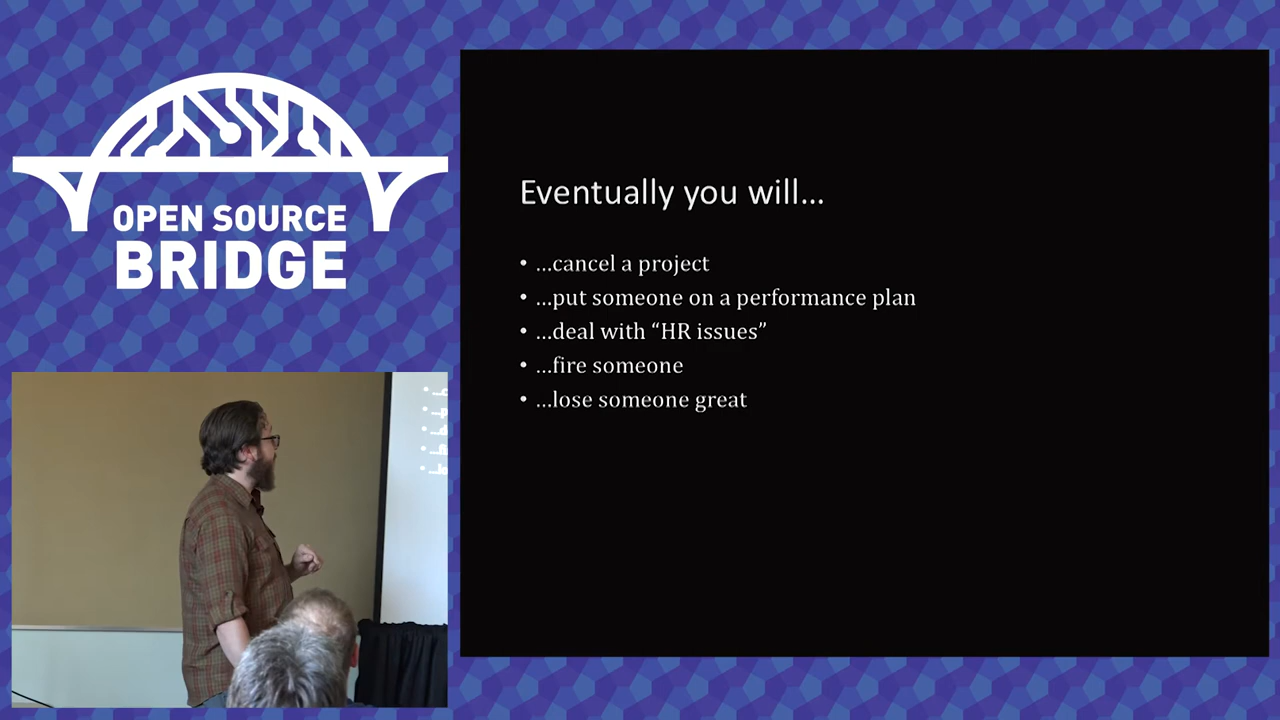 OPEN SOURCE
BRIDGE
Eventually you will...
• ...cancel a project
• ...put someone on a performance plan
• ...deal with “HR issues”
• ...fire someone
• ...lose someone great